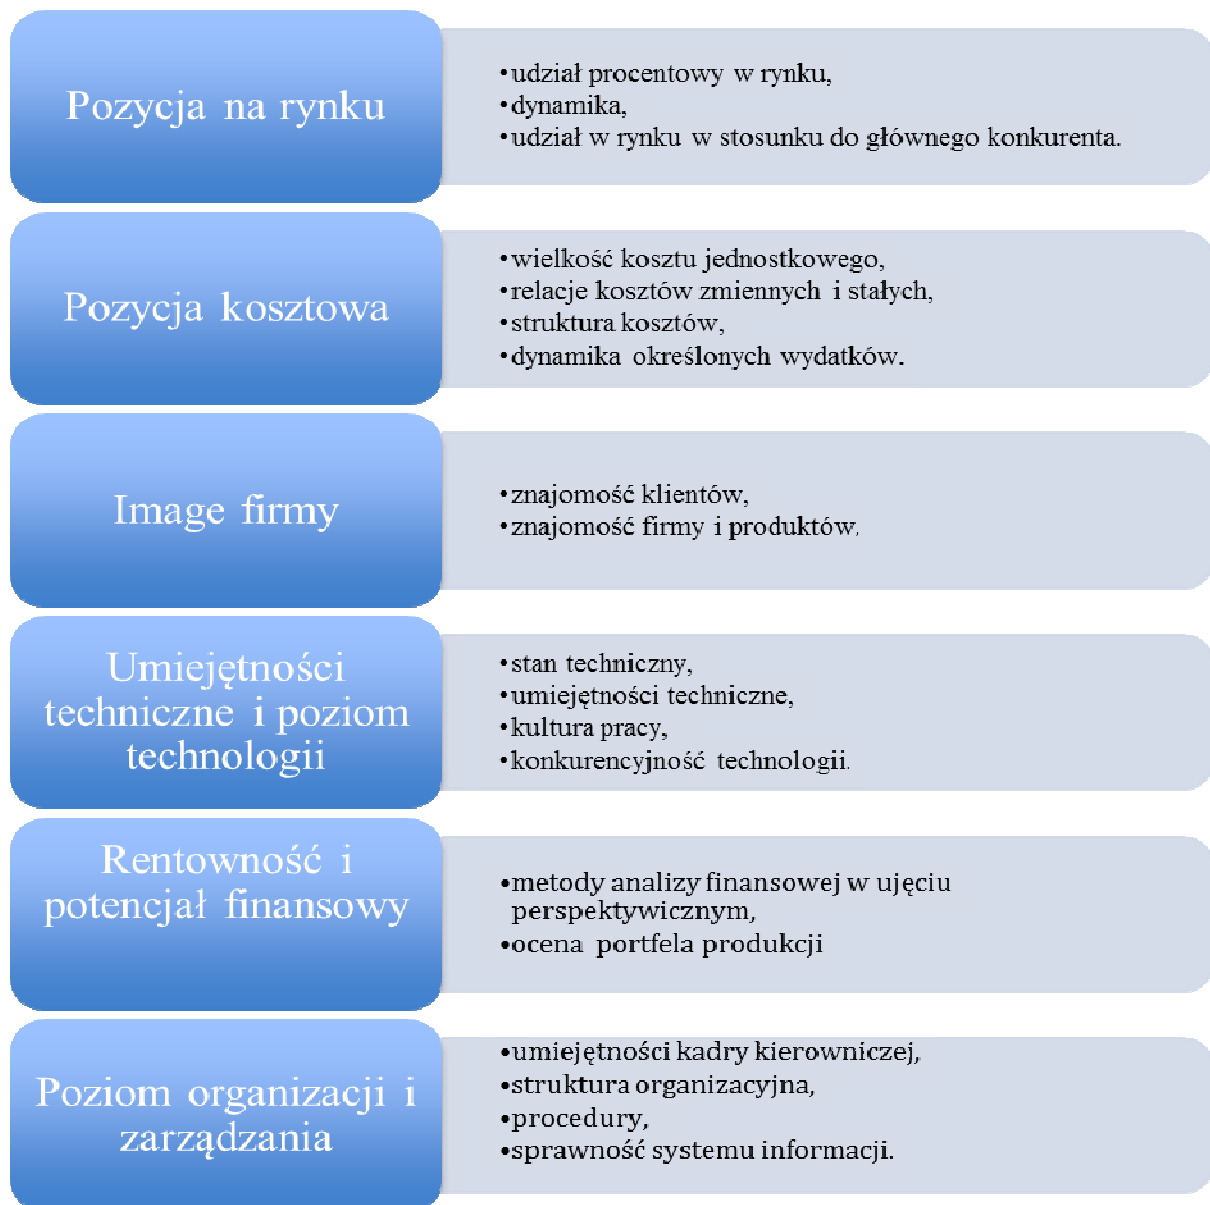 Pozycja na rynku
•udział procentowy w rynku,
•dynamika,
•udział w rynku w stosunku do głównego konkurenta.
Pozycja kosztowa
•wielkość kosztu jednostkowego,
•relacje kosztów zmiennych i stałych,
•struktura kosztów,
•dynamika określonych wydatków.
Image firmy
•znajomość klientów,
•znajomość firmy i produktów.
Umiejętności
techniczne i poziom
technologii
•stan techniczny,
•umiejętności techniczne,
•kultura pracy,
•konkurencyjność technologii.
Rentowność i
potencjał finansowy
•metody analizy finansowej w ujęciu
perspektywicznym,
•ocena portfela produkcji
Poziom organizacji i
zarządzania
•umiejętności kadry kierowniczej,
•struktura organizacyjna,
•procedury,
•sprawność systemu informacji.